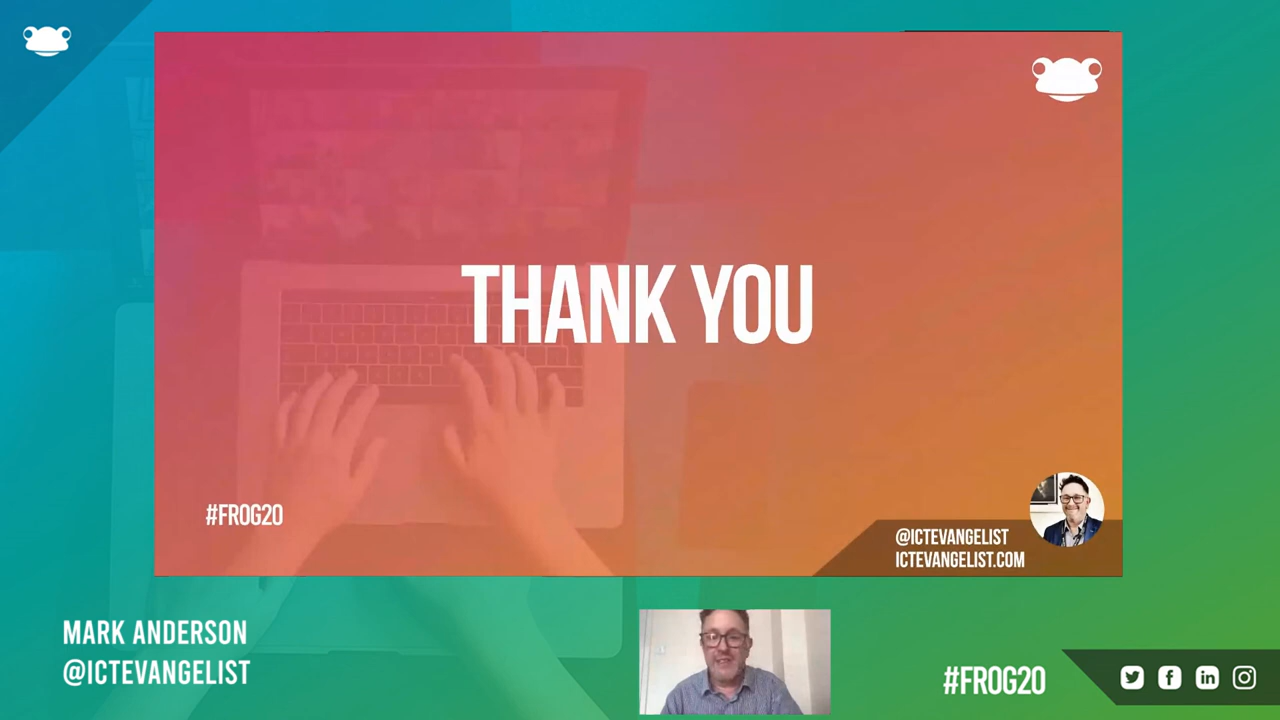 THANK YOU
#FROG20
@ICTEVANGELIST
ICTEVANGELIST.COM
MARK ANDERSON
@ICTEVANGELIST
#FROG20